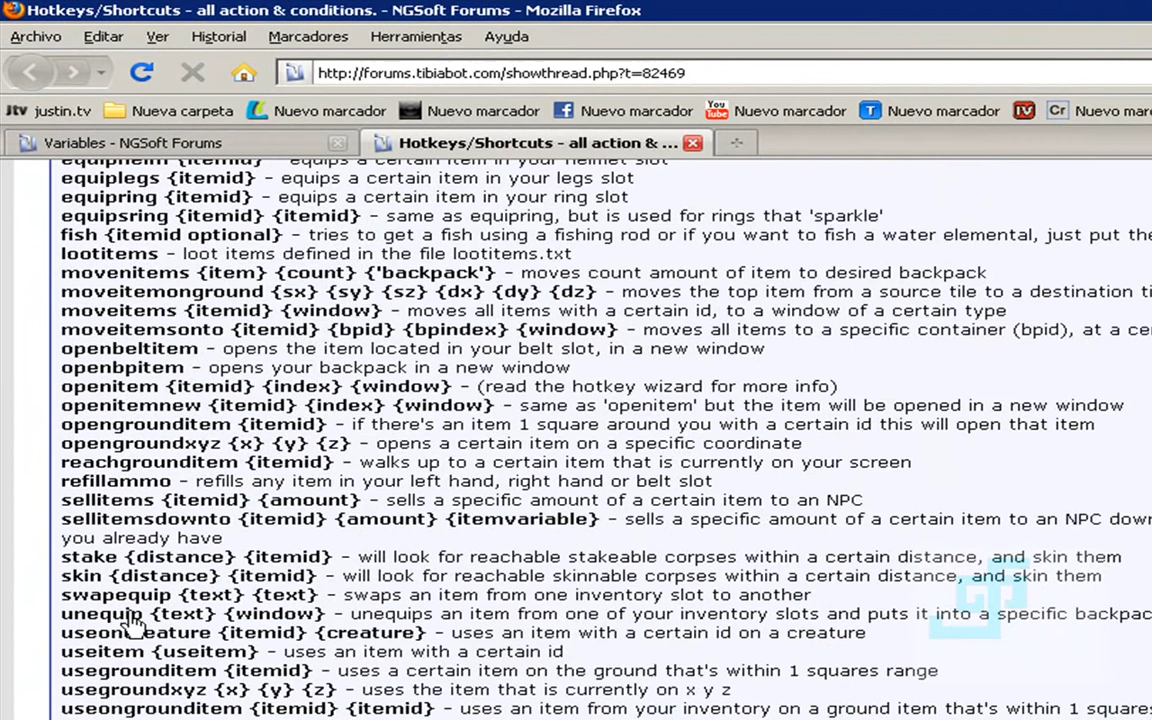 Hotkeys/Shortcuts - all action & conditions. - NGSoft Forums - Mozilla Firefox
Archivo Editar Ver Historial Marcadores Herramientas Ayuda
http://forums.tibiabot.com/showthread.php?t=82469
Jtv justin.tv Nueva carpeta Nuevo marcador Nuevo marcador Nuevo marcador You Tube Nuevo marcador T Nuevo marcador Cr Nuevo mar
Variables - NGSoft Forums Hotkeys/Shortcuts - all action & ...
equiphelm {itemid} - equips a certain item in your helmet slot
equiplegs {itemid} - equips a certain item in your legs slot
equipring {itemid} - equips a certain item in your ring slot
equipsring {itemid} {itemid} - same as equipring, but is used for rings that 'sparkle'
fish {itemid optional} - tries to get a fish using a fishing rod or if you want to fish a water elemental, just put the
lootitems - loot items defined in the file lootitems.txt
movenitems {item} {count} {'backpack'} - moves count amount of item to desired backpack
moveitemonground {sx} {sy} {sz} {dx} {dy} {dz} - moves the top item from a source tile to a destination ti
moveitems {itemid} {window} - moves all items with a certain id, to a window of a certain type
moveitemsonto {itemid} {bpid} {bpindex} {window} - moves all items to a specific container (bpid), at a ce
openbeltitem - opens the item located in your belt slot, in a new window
openbpitem - opens your backpack in a new window
openitem {itemid} {index} {window} - (read the hotkey wizard for more info)
openitemnew {itemid} {index} {window} - same as 'openitem' but the item will be opened in a new window
opengrounditem {itemid} - if there's an item 1 square around you with a certain id this will open that item
opengroundxyz {x} {y} {z} - opens a certain item on a specific coordinate
reachgrounditem {itemid} - walks up to a certain item that is currently on your screen
refillammo - refills any item in your left hand, right hand or belt slot
sellitems {itemid} {amount} - sells a specific amount of a certain item to an NPC
sellitemsdownto {itemid} {amount} {itemvariable} - sells a specific amount of a certain item to an NPC dow
you already have
stake {distance} {itemid} - will look for reachable stakeable corpses within a certain distance, and skin them
skin {distance} {itemid} - will look for reachable skinnable corpses within a certain distance, and skin them
swapequip {text} {text} - swaps an item from one inventory slot to another
unequip {text} {window} - unequips an item from one of your inventory slots and puts it into a specific backpac
useoncreature {itemid} {creature} - uses an item with a certain id on a creature
useitem {useitem} - uses an item with a certain id
usegrounditem {itemid} - uses a certain item on the ground that's within 1 squares range
usegroundxyz {x} {y} {z} - uses the item that is currently on x y z
useongrounditem {itemid} {itemid} - uses an item from your inventory on a ground item that's within 1 squares